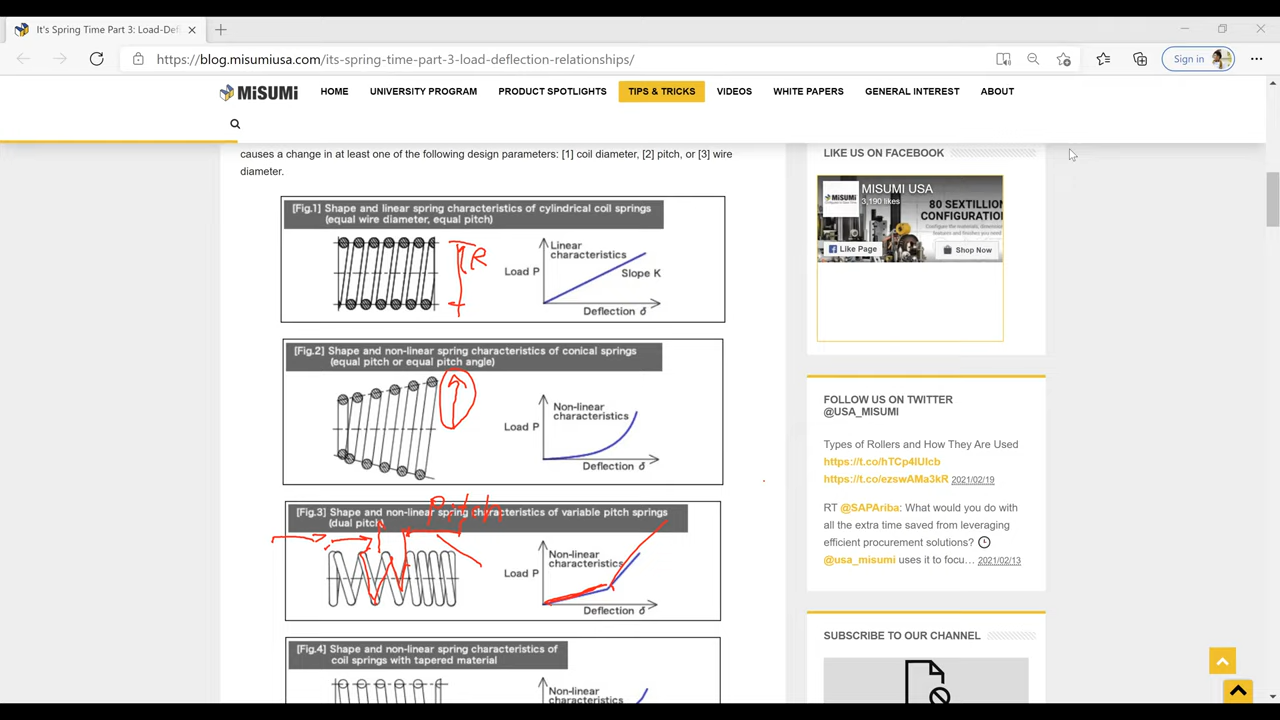 It's Spring Time Part 3: Load-Defl
https://blog.misumiusa.com/its-spring-time-part-3-load-deflection-relationships/
Sign in
MiSUMi
HOME
UNIVERSITY PROGRAM
PRODUCT SPOTLIGHTS
TIPS & TRICKS
VIDEOS
WHITE PAPERS
GENERAL INTEREST
ABOUT
causes a change in at least one of the following design parameters: [1] coil diameter, [2] pitch, or [3] wire
diameter.
[Fig.1] Shape and linear spring characteristics of cylindrical coil springs
(equal wire diameter, equal pitch)
R
Linear
characteristics
Load P
Slope K
Deflection δ
[Fig.2] Shape and non-linear spring characteristics of conical springs
(equal pitch or equal pitch angle)
Non-linear
characteristics
Load P
Deflection δ
Pitch
[Fig.3] Shape and non-linear spring characteristics of variable pitch springs
(dual pitch)
Non-linear
characteristics
Load P
Deflection δ
[Fig.4] Shape and non-linear spring characteristics of
coil springs with tapered material
Non-linear
characteristics
LIKE US ON FACEBOOK
MISUMI USA
3,190 likes
80 SEXTILLION
CONFIGURA
Like Page
Shop Now
FOLLOW US ON TWITTER
@USA_MISUMI
Types of Rollers and How They Are Used
https://t.co/hTCp4IUIcb
https://t.co/ezswAMa3kR 2021/02/19
RT @SAPAriba: What would you do with
all the extra time saved from leveraging
efficient procurement solutions?
@usa_misumi uses it to focu… 2021/02/13
SUBSCRIBE TO OUR CHANNEL